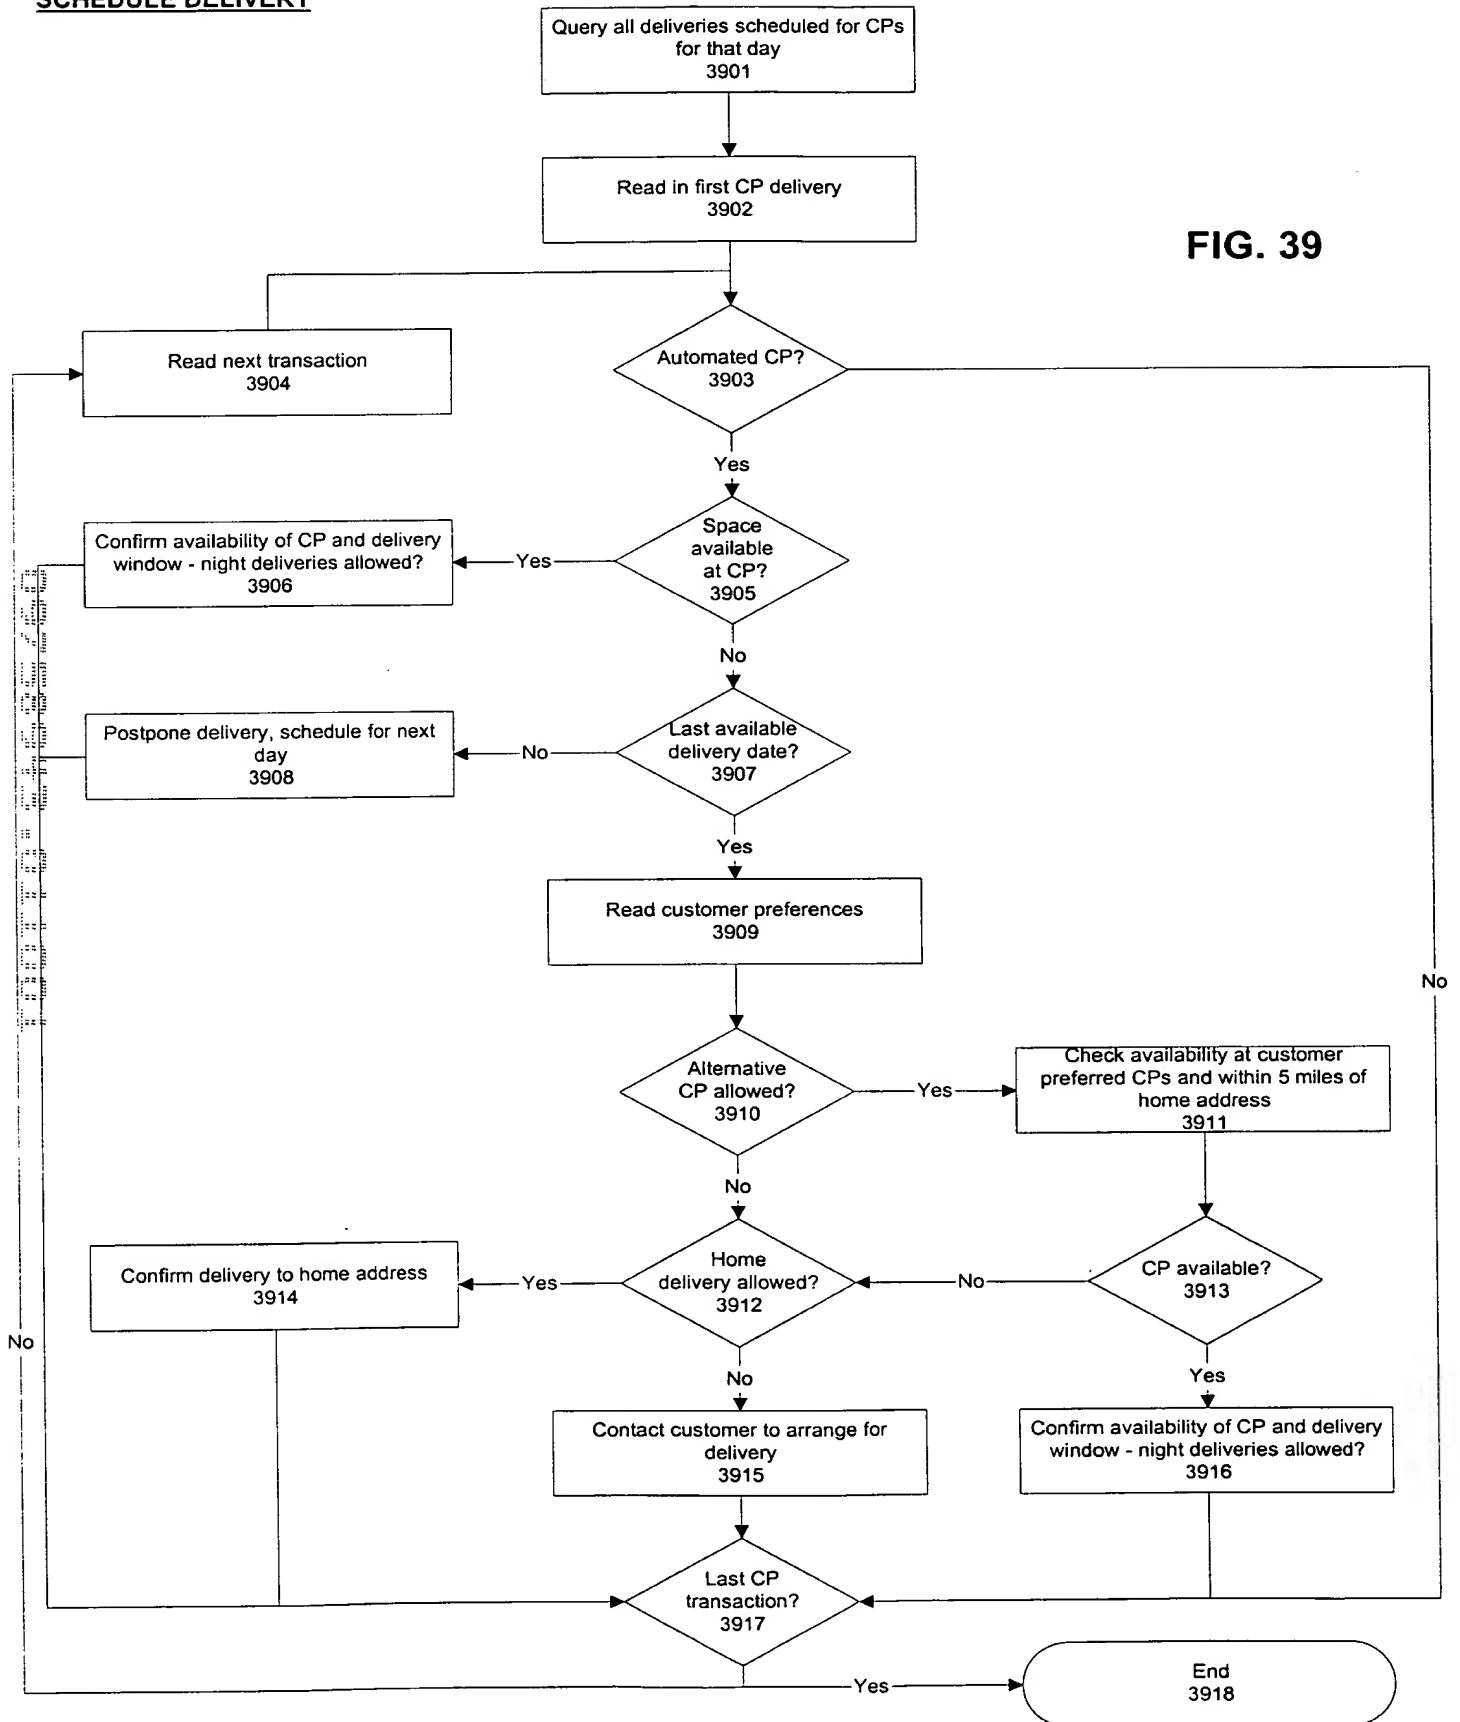 SCHEDULE DELIVERY
Query all deliveries scheduled for CPs
for that day
3901
Read in first CP delivery
3902
FIG. 39
Read next transaction
3904
Automated CP?
3903
Yes
Space
available
at CP?
3905
Yes
Confirm availability of CP and delivery
window - night deliveries allowed?
3906
No
Last available
delivery date?
3907
No
Postpone delivery, schedule for next
day
3908
Yes
Read customer preferences
3909
No
Alternative
CP allowed?
3910
Yes
Check availability at customer
preferred CPs and within 5 miles of
home address
3911
No
Home
delivery allowed?
3912
Yes
Confirm delivery to home address
3914
No
CP available?
3913
No
No
Yes
Contact customer to arrange for
delivery
3915
Confirm availability of CP and delivery
window - night deliveries allowed?
3916
Last CP
transaction?
3917
Yes
End
3918